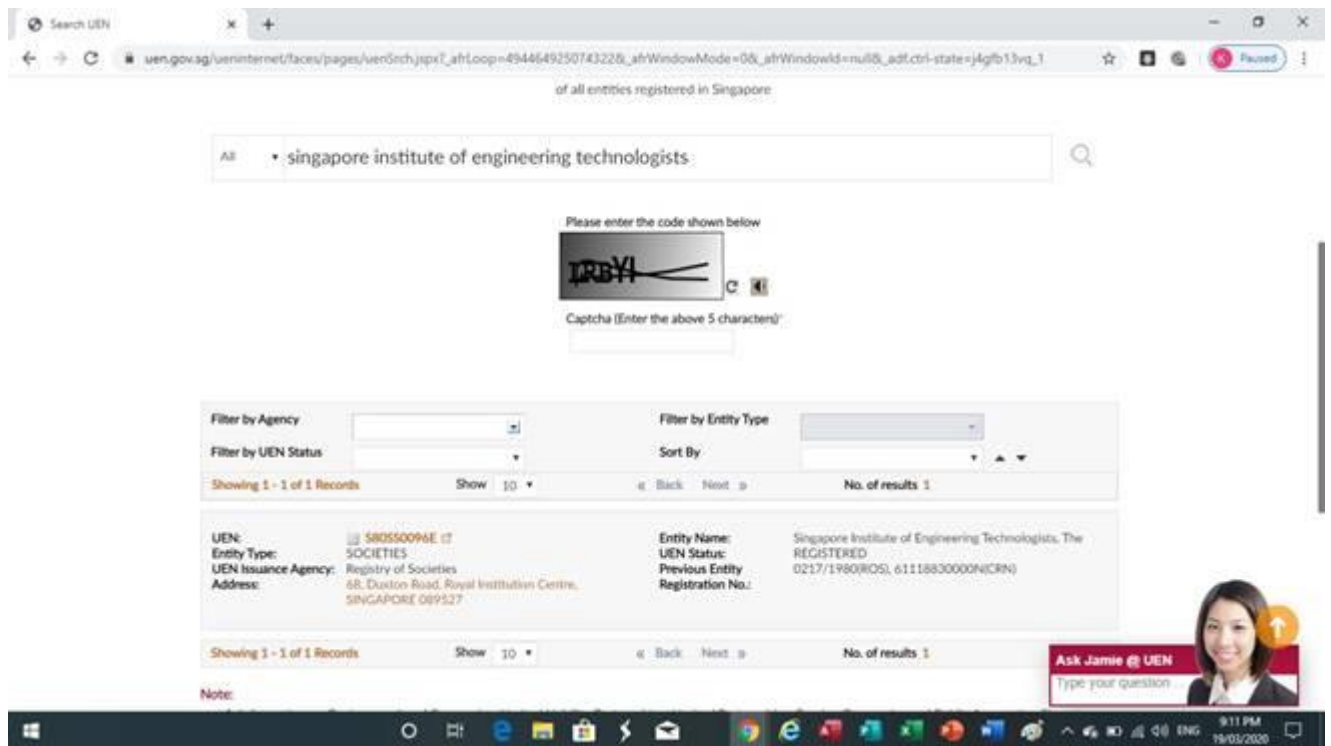 Search UEN
uen.gov.sg/ueninternet/faces/pages/uenSrch.jspx?_afrLoop=4944649250743228&_afrWindowMode=0&_afrWindowId=null&_adf.ctrl-state=j4gfb13vq_1
Paused
of all entities registered in Singapore
All singapore institute of engineering technologists
Please enter the code shown below
Captcha (Enter the above 5 characters)*
Filter by Agency Filter by Entity Type
Filter by UEN Status Sort By
Showing 1 - 1 of 1 Records Show 10 « Back Next » No. of results 1
UEN: S80SS0096E Entity Name: Singapore Institute of Engineering Technologists, The
Entity Type: SOCIETIES UEN Status: REGISTERED
UEN Issuance Agency: Registry of Societies Previous Entity 0217/1980(ROS), 61118830000N(CRN)
Address: 68, Duxton Road, Royal Institution Centre, Registration No.:
SINGAPORE 089527
Showing 1 - 1 of 1 Records Show 10 « Back Next » No. of results 1
Ask Jamie @ UEN
Type your question ...
Note:
ENG
9:11 PM
19/03/2020